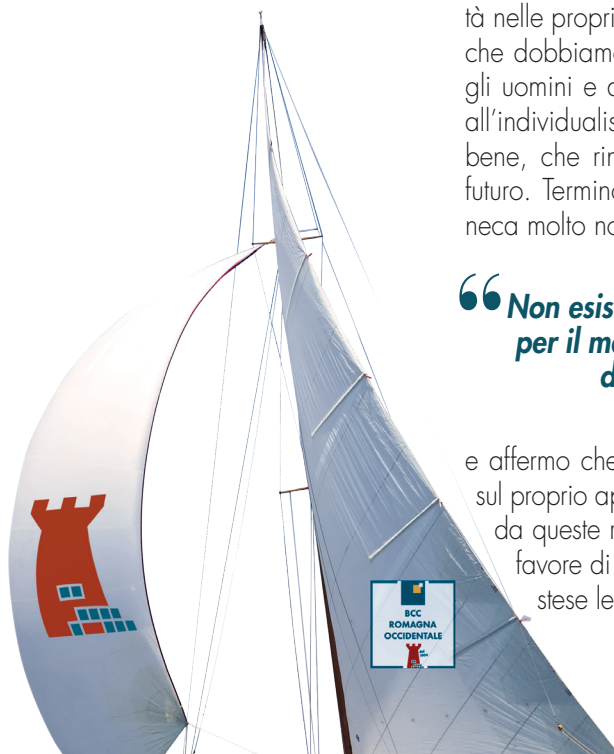 tà nelle propri
che dobbiam
gli uomini e
all'individualis
bene, che rin
futuro. Termin
neca molto no
“Non esis
per il m
d
e affermo che
sul proprio ap
da queste
favore di
stese le
BCC
ROMAGNA
OCCIDENTALE